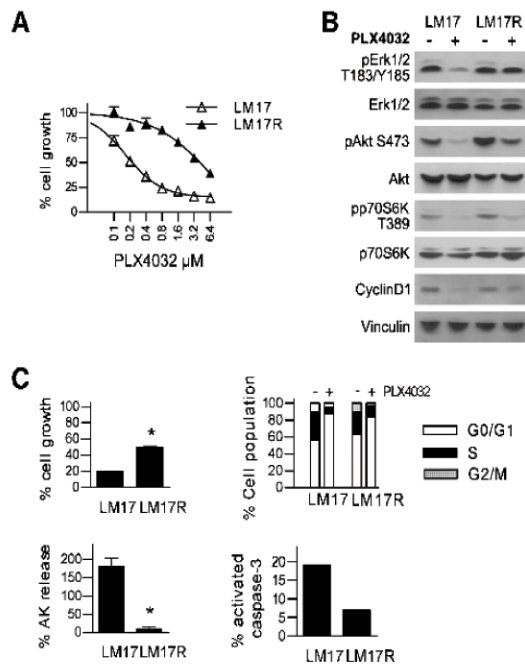 A
LM17
LM17R
100
75
50
25
0
% cell growth
0.1
0.2
0.4
0.8
1.6
3.2
6.4
PLX4032 µM
B
LM17 LM17R
PLX4032 - + - +
pErk1/2
T183/Y185
Erk1/2
pAkt S473
Akt
pp70S6K
T389
p70S6K
CyclinD1
Vinculin
C
% cell growth
100
80
60
40
20
0
*
LM17 LM17R
- + - + PLX4032
% Cell population
100
80
60
40
20
0
LM17 LM17R
G0/G1
S
G2/M
% AK release
200
150
100
50
0
*
LM17 LM17R
% activated
caspase-3
20
15
10
5
0
LM17 LM17R